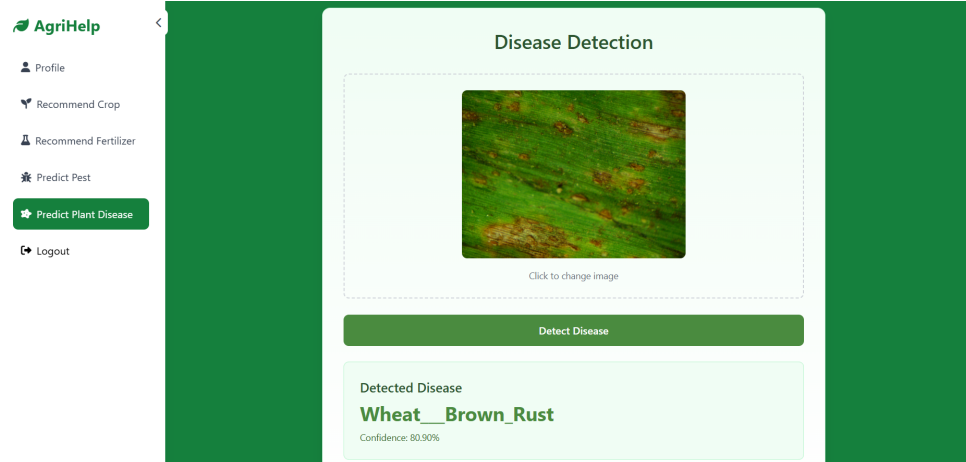 AgriHelp
Profile
Recommend Crop
Recommend Fertilizer
Predict Pest
Predict Plant Disease
Logout
Disease Detection
Click to change image
Detect Disease
Detected Disease
Wheat___Brown_Rust
Confidence: 80.90%